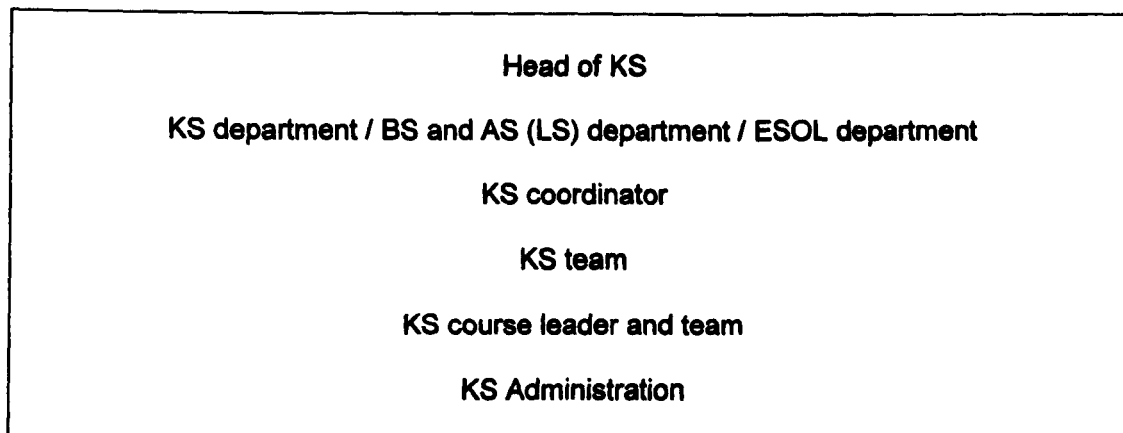 Head of KS
KS department / BS and AS (LS) department / ESOL department
KS coordinator
KS team
KS course leader and team
KS Administration